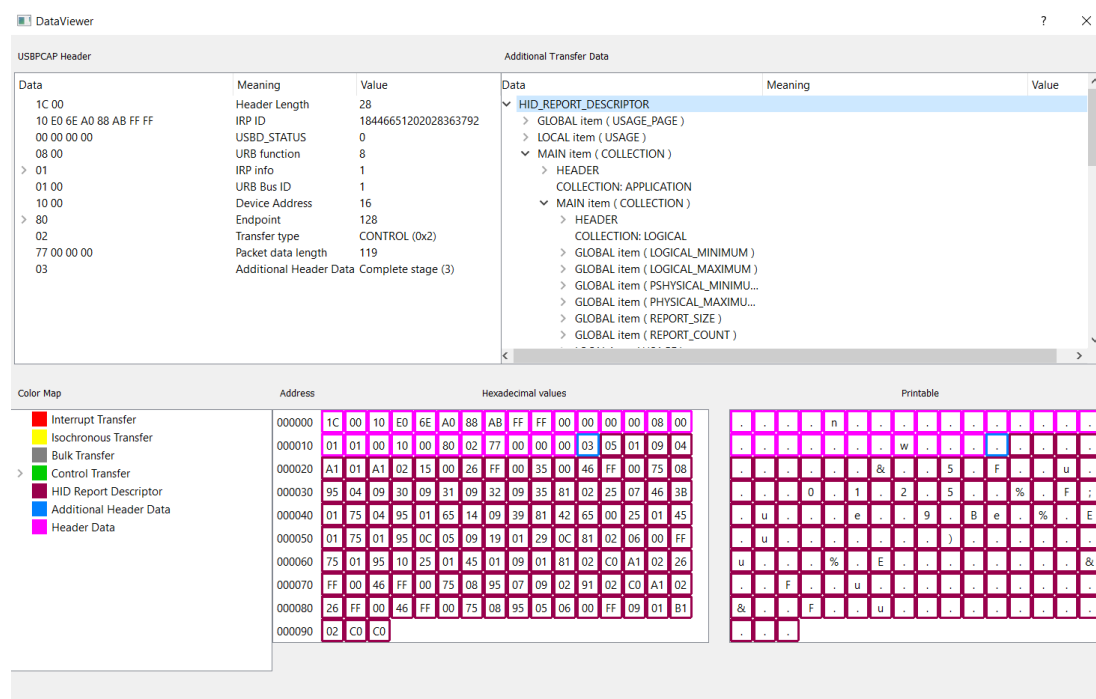 DataViewer ? ×
USBPCAP Header
Data Meaning Value
1C 00 Header Length 28
10 E0 6E A0 88 AB FF FF IRP ID 18446651202028363792
00 00 00 00 USBD_STATUS 0
08 00 URB function 8
01 IRP info 1
01 00 URB Bus ID 1
10 00 Device Address 16
80 Endpoint 128
02 Transfer type CONTROL (0x2)
77 00 00 00 Packet data length 119
03 Additional Header Data Complete stage (3)
Additional Transfer Data
Data Meaning Value
HID_REPORT_DESCRIPTOR
GLOBAL item ( USAGE_PAGE )
LOCAL item ( USAGE )
MAIN item ( COLLECTION )
HEADER
COLLECTION: APPLICATION
MAIN item ( COLLECTION )
HEADER
COLLECTION: LOGICAL
GLOBAL item ( LOGICAL_MINIMUM )
GLOBAL item ( LOGICAL_MAXIMUM )
GLOBAL item ( PSHYSICAL_MINIMU...
GLOBAL item ( PHYSICAL_MAXIMU...
GLOBAL item ( REPORT_SIZE )
GLOBAL item ( REPORT_COUNT )
Color Map
Interrupt Transfer
Isochronous Transfer
Bulk Transfer
Control Transfer
HID Report Descriptor
Additional Header Data
Header Data
Address Hexadecimal values Printable
000000 1C 00 10 E0 6E A0 88 AB FF FF 00 00 00 00 08 00 . . . . n . . . . . . . . . . .
000010 01 01 00 10 00 80 02 77 00 00 00 03 05 01 09 04 . . . . . . . w . . . . . . . .
000020 A1 01 A1 02 15 00 26 FF 00 35 00 46 FF 00 75 08 . . . . . . & . . 5 . F . . u .
000030 95 04 09 30 09 31 09 32 09 35 81 02 25 07 46 3B . . . 0 . 1 . 2 . 5 . . % . F ;
000040 01 75 04 95 01 65 14 09 39 81 42 65 00 25 01 45 . u . . . e . . 9 . B e . % . E
000050 01 75 01 95 0C 05 09 19 01 29 0C 81 02 06 00 FF . u . . . . . . . ) . . . . . .
000060 75 01 95 10 25 01 45 01 09 01 81 02 C0 A1 02 26 u . . . % . E . . . . . . . . &
000070 FF 00 46 FF 00 75 08 95 07 09 02 91 02 C0 A1 02 . . F . . u . . . . . . . . . .
000080 26 FF 00 46 FF 00 75 08 95 05 06 00 FF 09 01 B1 & . . F . . u . . . . . . . . .
000090 02 C0 C0 . . .